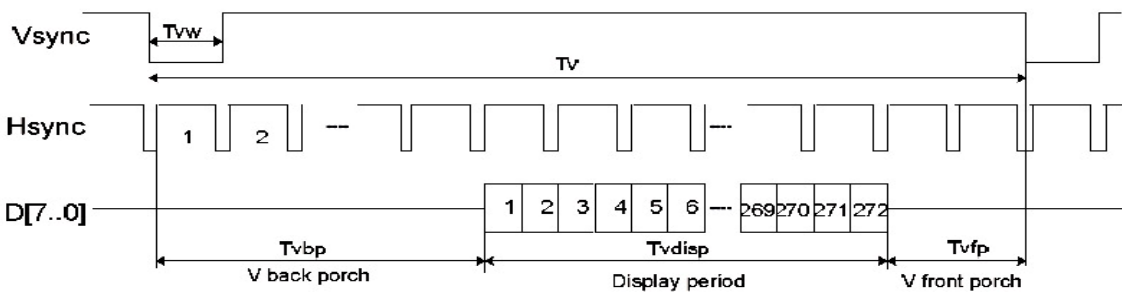 Vsync
Tvw
Tv
Hsync
1 2 ---- ----
D[7..0]
1 2 3 4 5 6 ---- 269 270 271 272
Tvbp Tvdisp Tvfp
V back porch Display period V front porch